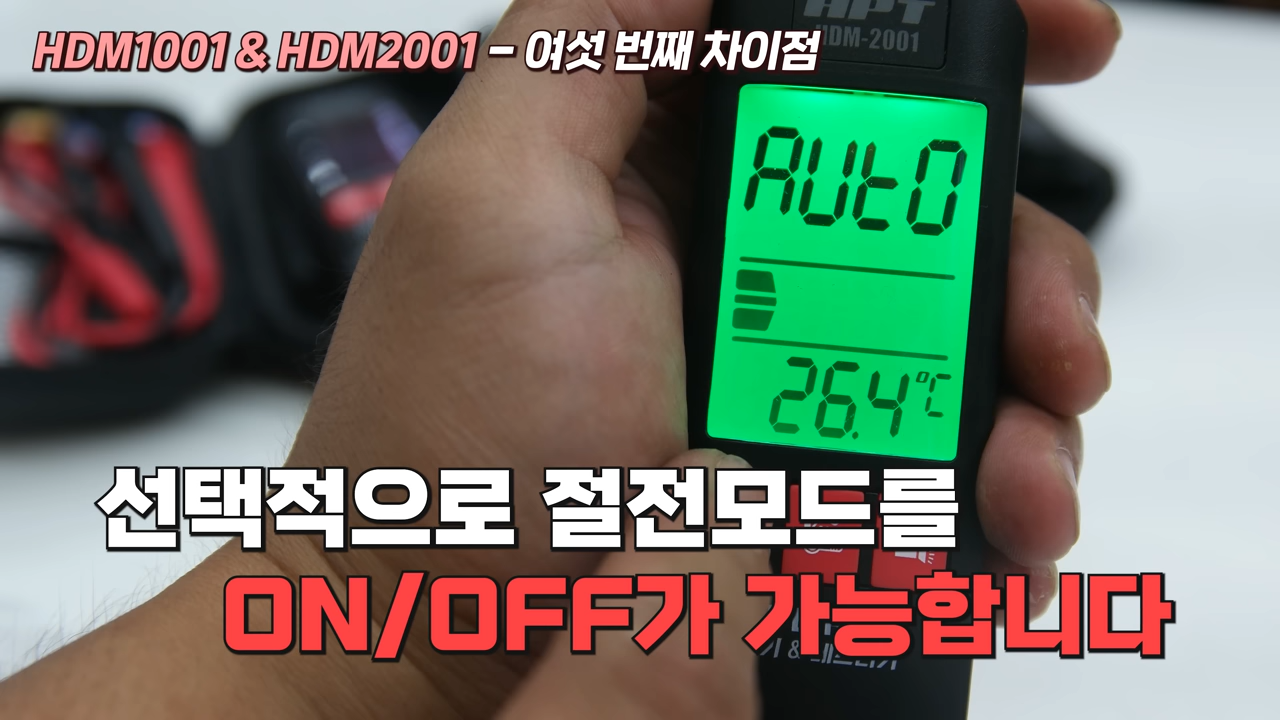 HDM1001 & HDM2001 - 여섯 번째 차이점
HPT
HDM-2001
AUtO
26.4 °C
선택적으로 절전모드를
ON/OFF가 가능합니다